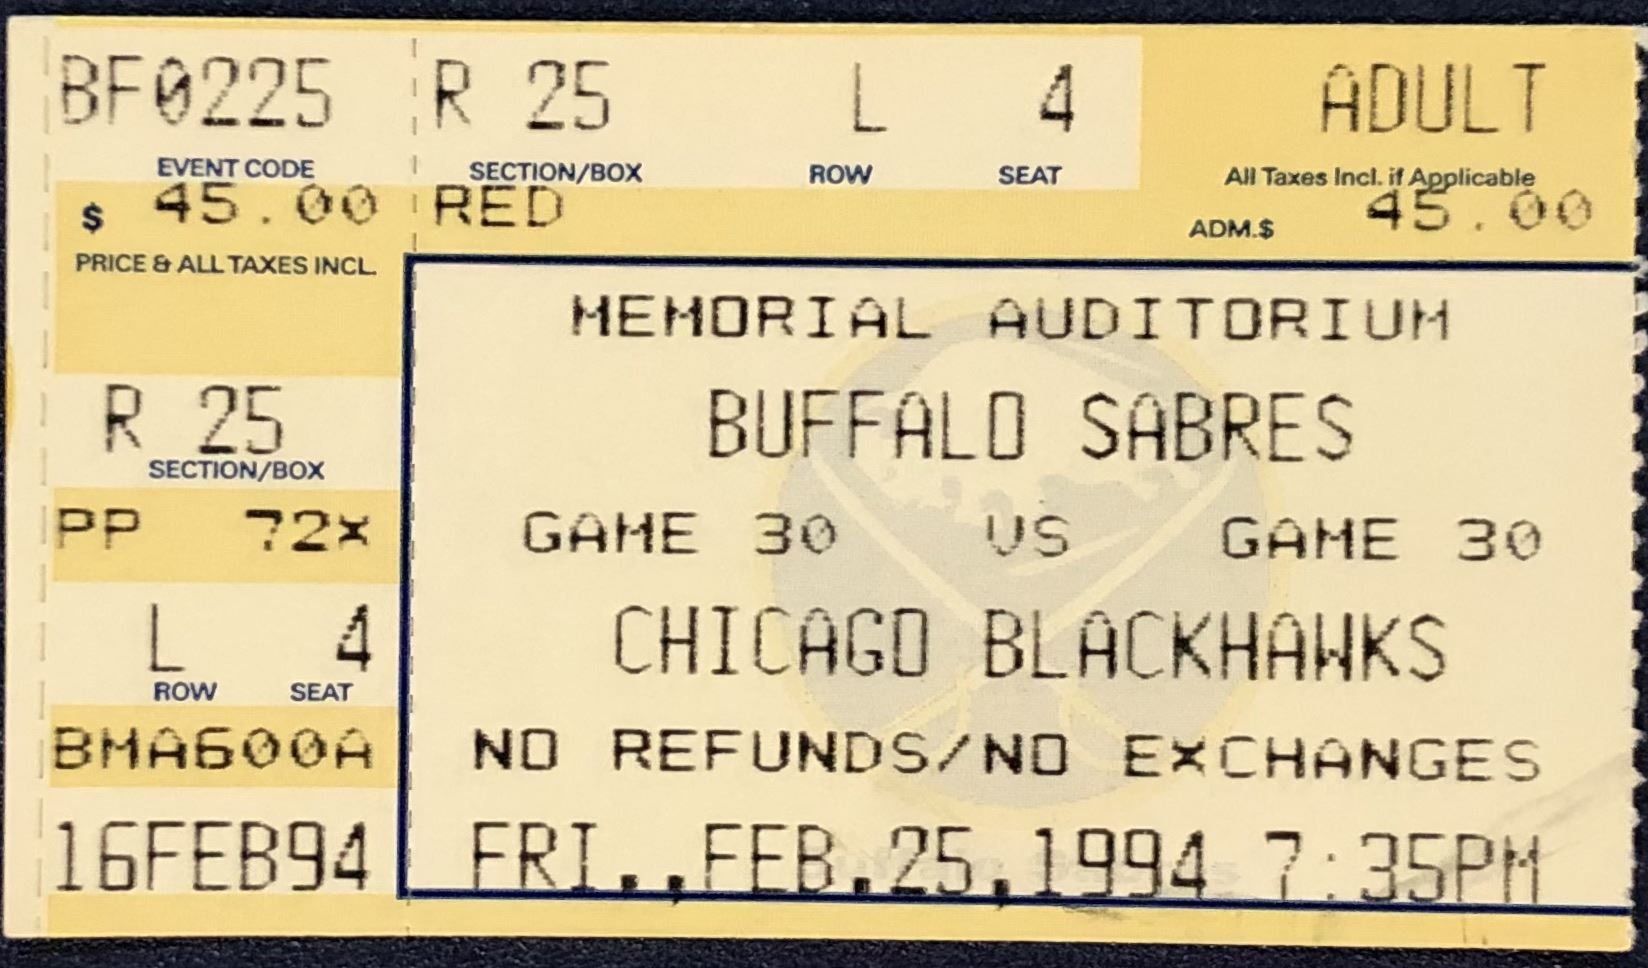 BF0225 R 25 L 4 ADULT
EVENT CODE SECTION/BOX ROW SEAT All Taxes Incl. if Applicable
$ 45.00 RED ADM.$ 45.00
PRICE & ALL TAXES INCL.
MEMORIAL AUDITORIUM
R 25 BUFFALO SABRES
SECTION/BOX
PP 72X GAME 30 VS GAME 30
L 4 CHICAGO BLACKHAWKS
ROW SEAT
BMA600A NO REFUNDS/NO EXCHANGES
16FEB94 FRI.,FEB.25,1994 7:35PM